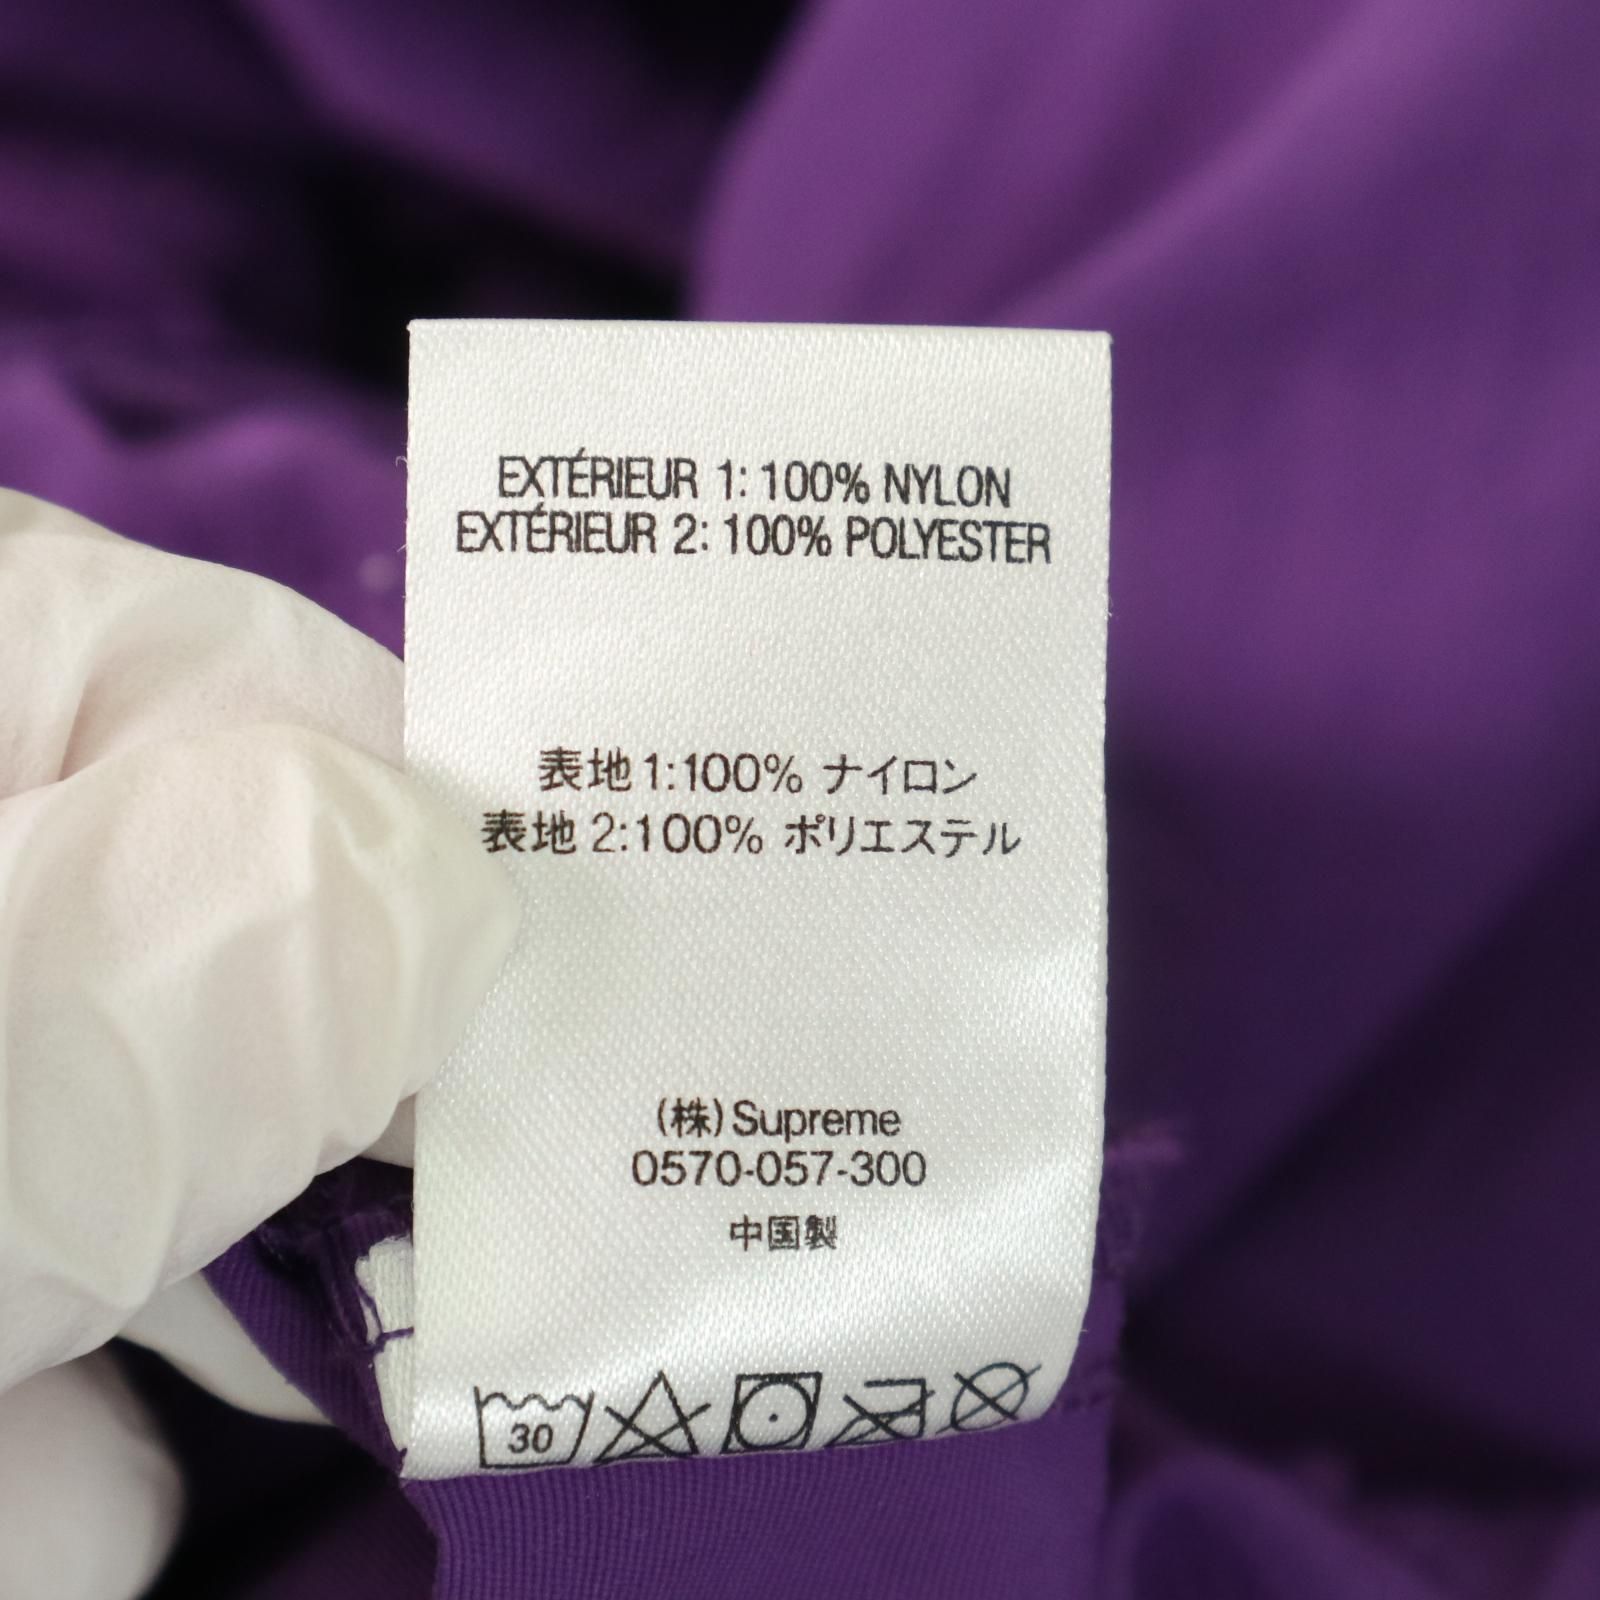 EXTÉRIEUR 1: 100% NYLON
EXTÉRIEUR 2: 100% POLYESTER
表地1:100% ナイロン
表地2:100% ポリエステル
(株)Supreme
0570-057-300
中国製
30